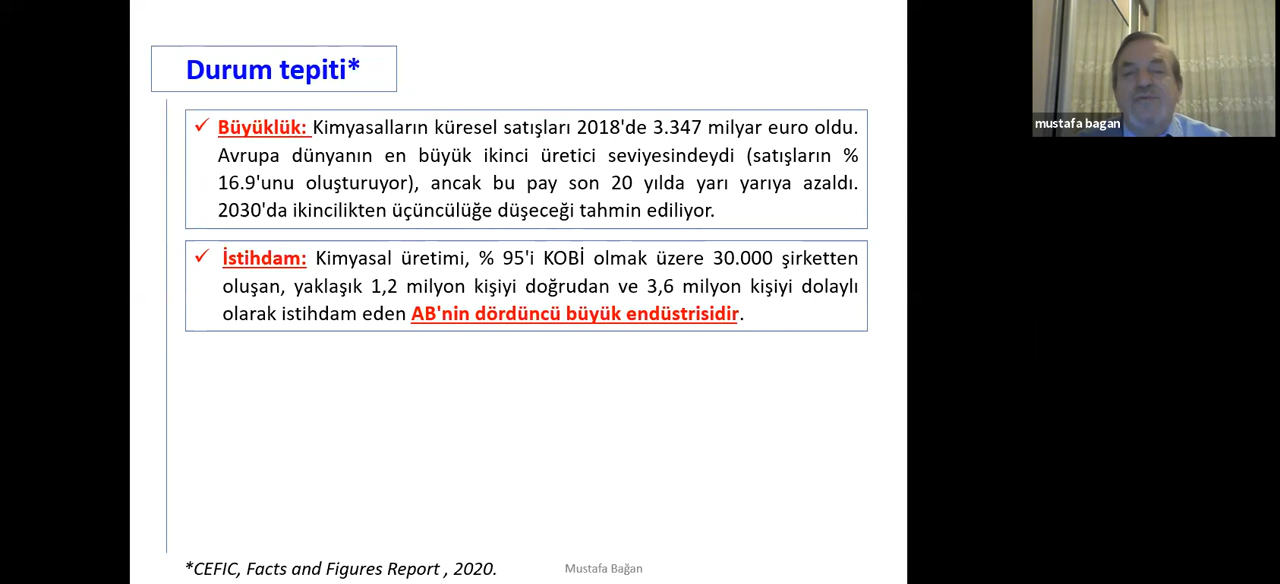 Durum tepiti*
✓ Büyüklük: Kimyasalların küresel satışları 2018'de 3.347 milyar euro oldu.
Avrupa dünyanın en büyük ikinci üretici seviyesindeydi (satışların %
16.9'unu oluşturuyor), ancak bu pay son 20 yılda yarı yarıya azaldı.
2030'da ikincilikten üçüncülüğe düşeceği tahmin ediliyor.
✓ İstihdam: Kimyasal üretimi, % 95'i KOBİ olmak üzere 30.000 şirketten
oluşan, yaklaşık 1,2 milyon kişiyi doğrudan ve 3,6 milyon kişiyi dolaylı
olarak istihdam eden AB'nin dördüncü büyük endüstrisidir.
*CEFIC, Facts and Figures Report , 2020.
Mustafa Bağan
mustafa bagan